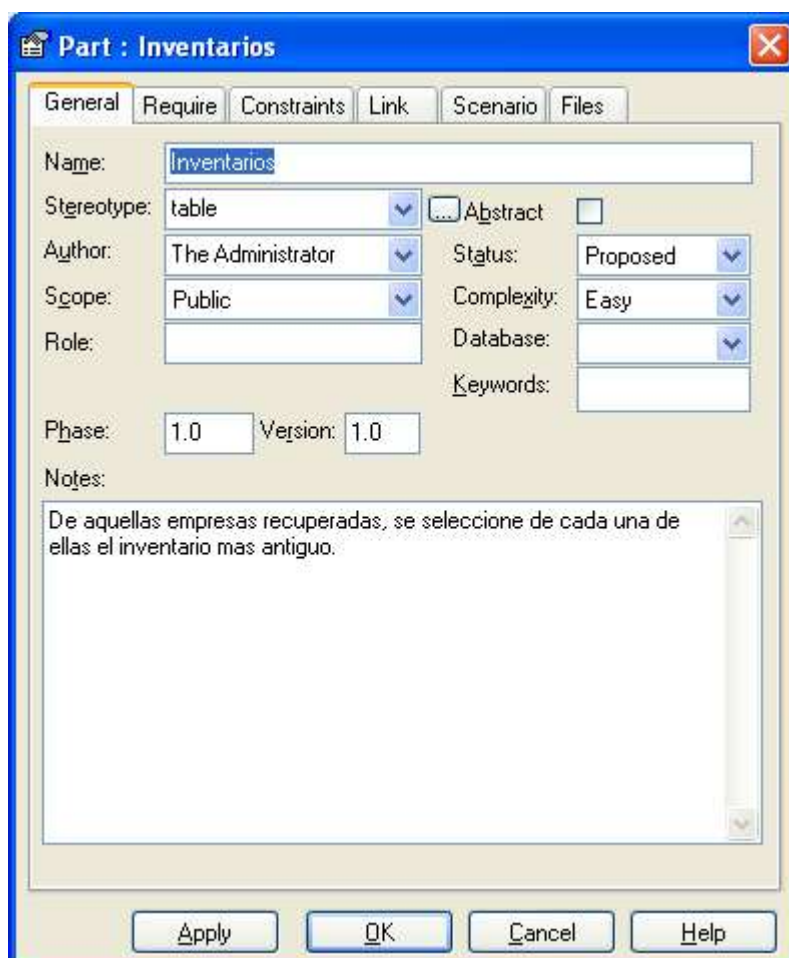 Part : Inventarios
General Require Constraints Link Scenario Files
Name: Inventarios
Stereotype: table ... Abstract
Author: The Administrator Status: Proposed
Scope: Public Complexity: Easy
Role: Database:
Keywords:
Phase: 1.0 Version: 1.0
Notes:
De aquellas empresas recuperadas, se seleccione de cada una de
ellas el inventario mas antiguo.
Apply OK Cancel Help